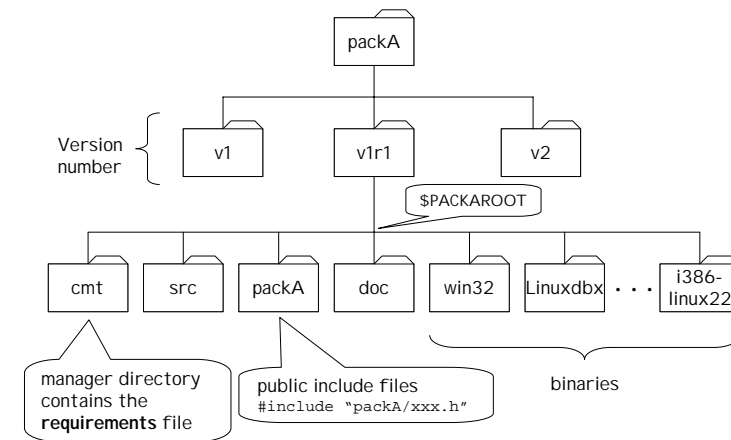 packA
Version
number
v1
v1r1
v2
$PACKAROOT
cmt
src
packA
doc
win32
Linuxdbx
. . .
i386-
linux22
manager directory
contains the
requirements file
public include files
#include “packA/xxx.h”
binaries